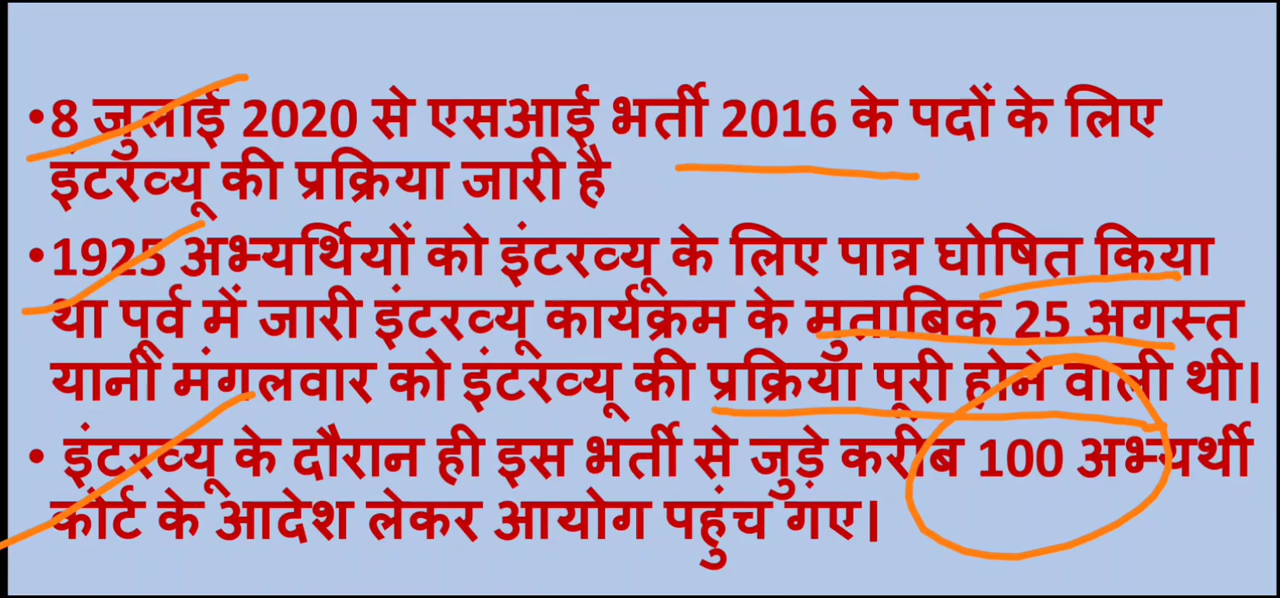 •8 जुलाई 2020 से एसआई भर्ती 2016 के पदों के लिए
इंटरव्यू की प्रक्रिया जारी है
•1925 अभ्यर्थियों को इंटरव्यू के लिए पात्र घोषित किया
था पूर्व में जारी इंटरव्यू कार्यक्रम के मुताबिक 25 अगस्त
यानी मंगलवार को इंटरव्यू की प्रक्रिया पूरी होने वाली थी।
• इंटरव्यू के दौरान ही इस भर्ती से जुड़े करीब 100 अभ्यर्थी
कोर्ट के आदेश लेकर आयोग पहुंच गए।